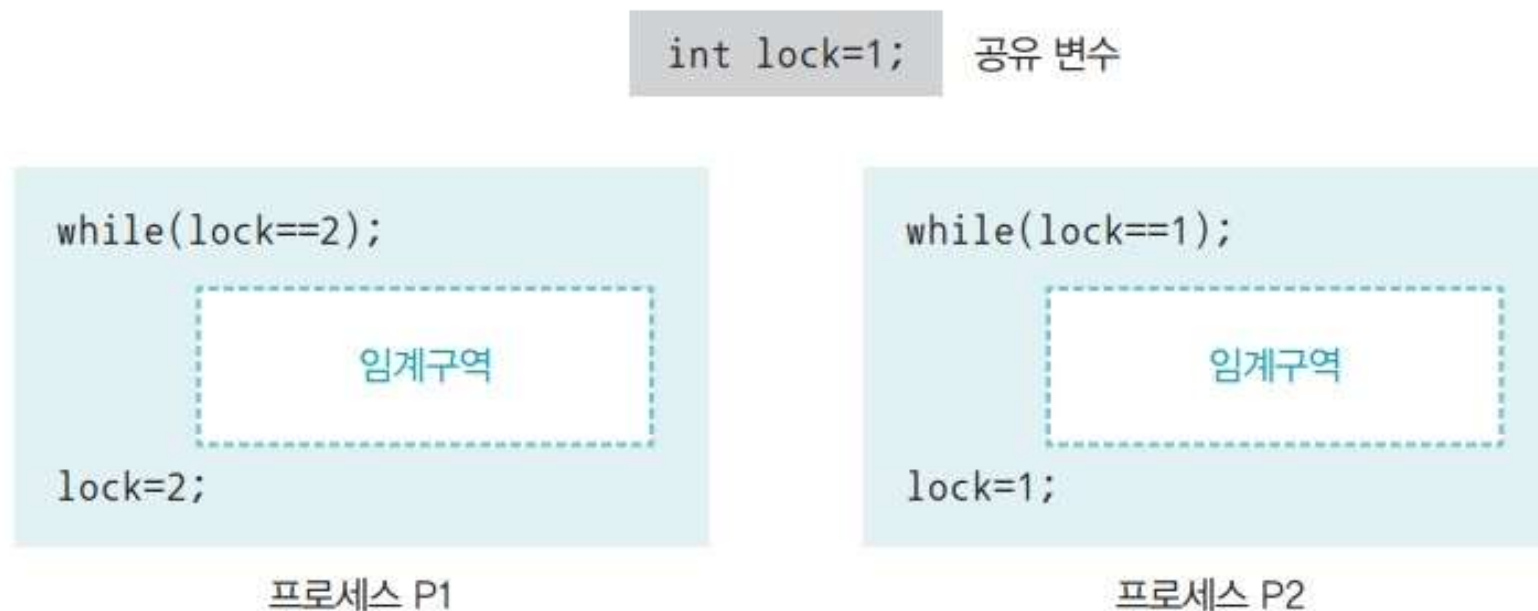 int lock=1; 공유 변수
while(lock==2);
임계구역
lock=2;
프로세스 P1
while(lock==1);
임계구역
lock=1;
프로세스 P2